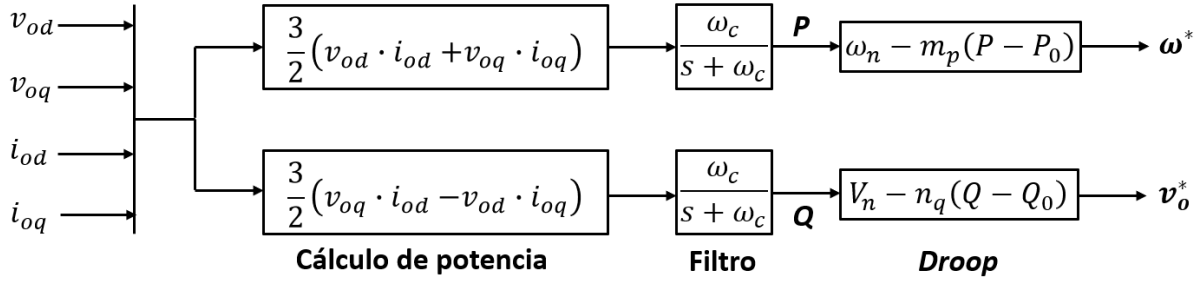 v_od
v_oq
i_od
i_oq
3/2 (v_od · i_od + v_oq · i_oq)
ω_c / (s + ω_c)
P
ω_n − m_p(P − P_0)
ω*
3/2 (v_oq · i_od − v_od · i_oq)
ω_c / (s + ω_c)
Q
V_n − n_q(Q − Q_0)
v_o*
Cálculo de potencia
Filtro
Droop